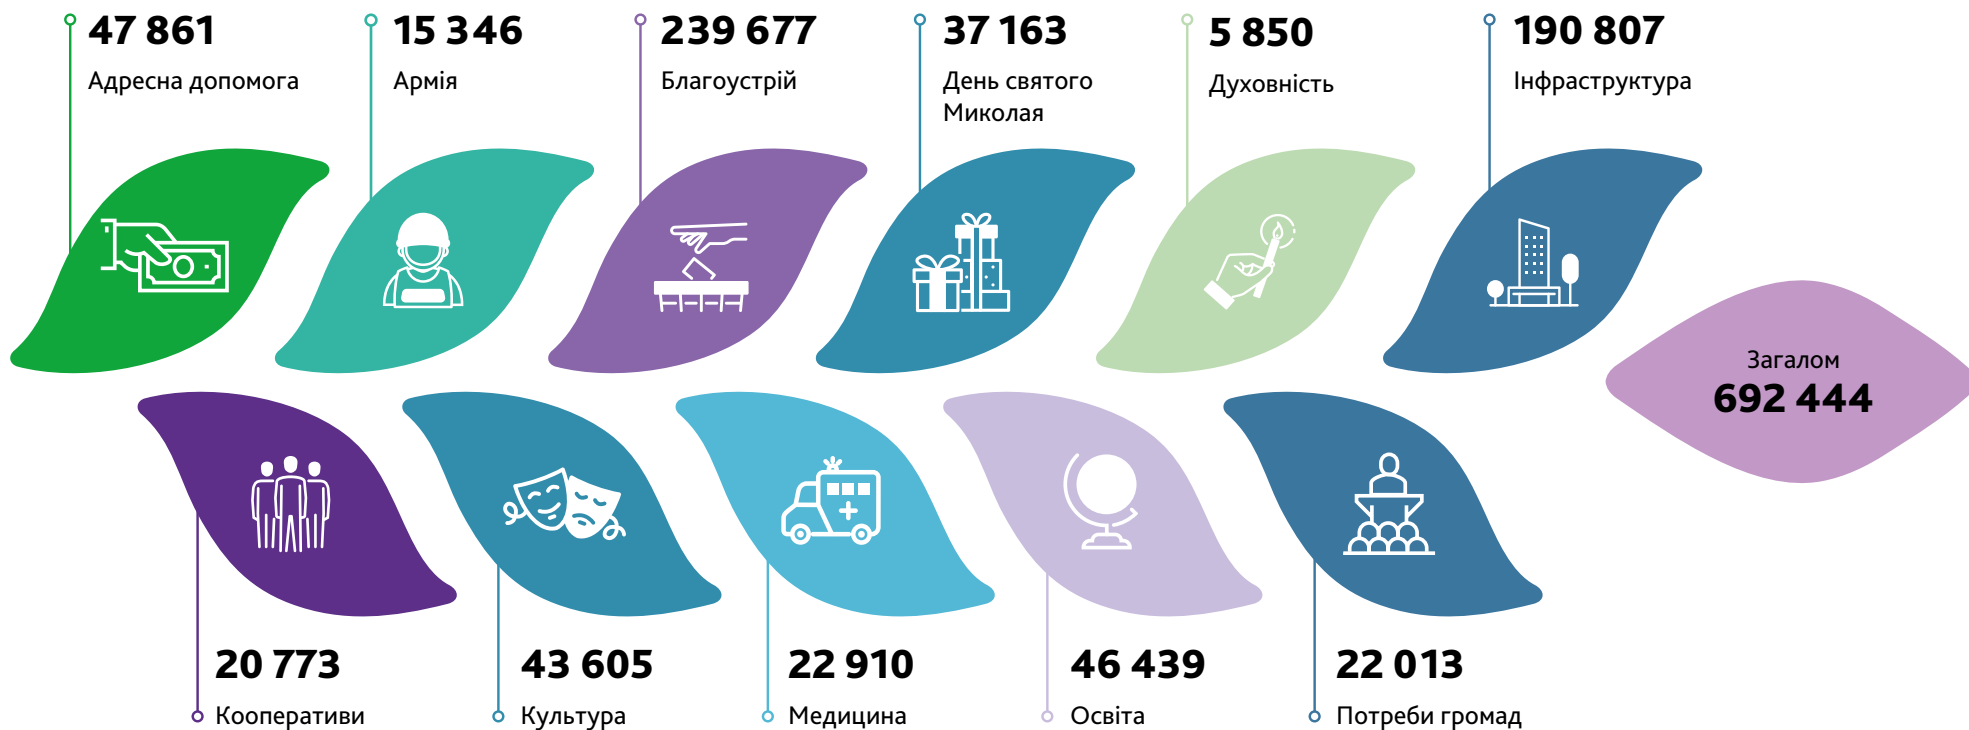 47 861
Адресна допомога
15 346
Армія
239 677
Благоустрій
37 163
День святого
Миколая
5 850
Духовність
190 807
Інфраструктура
Загалом
692 444
20 773
Кооперативи
43 605
Культура
22 910
Медицина
46 439
Освіта
22 013
Потреби громад